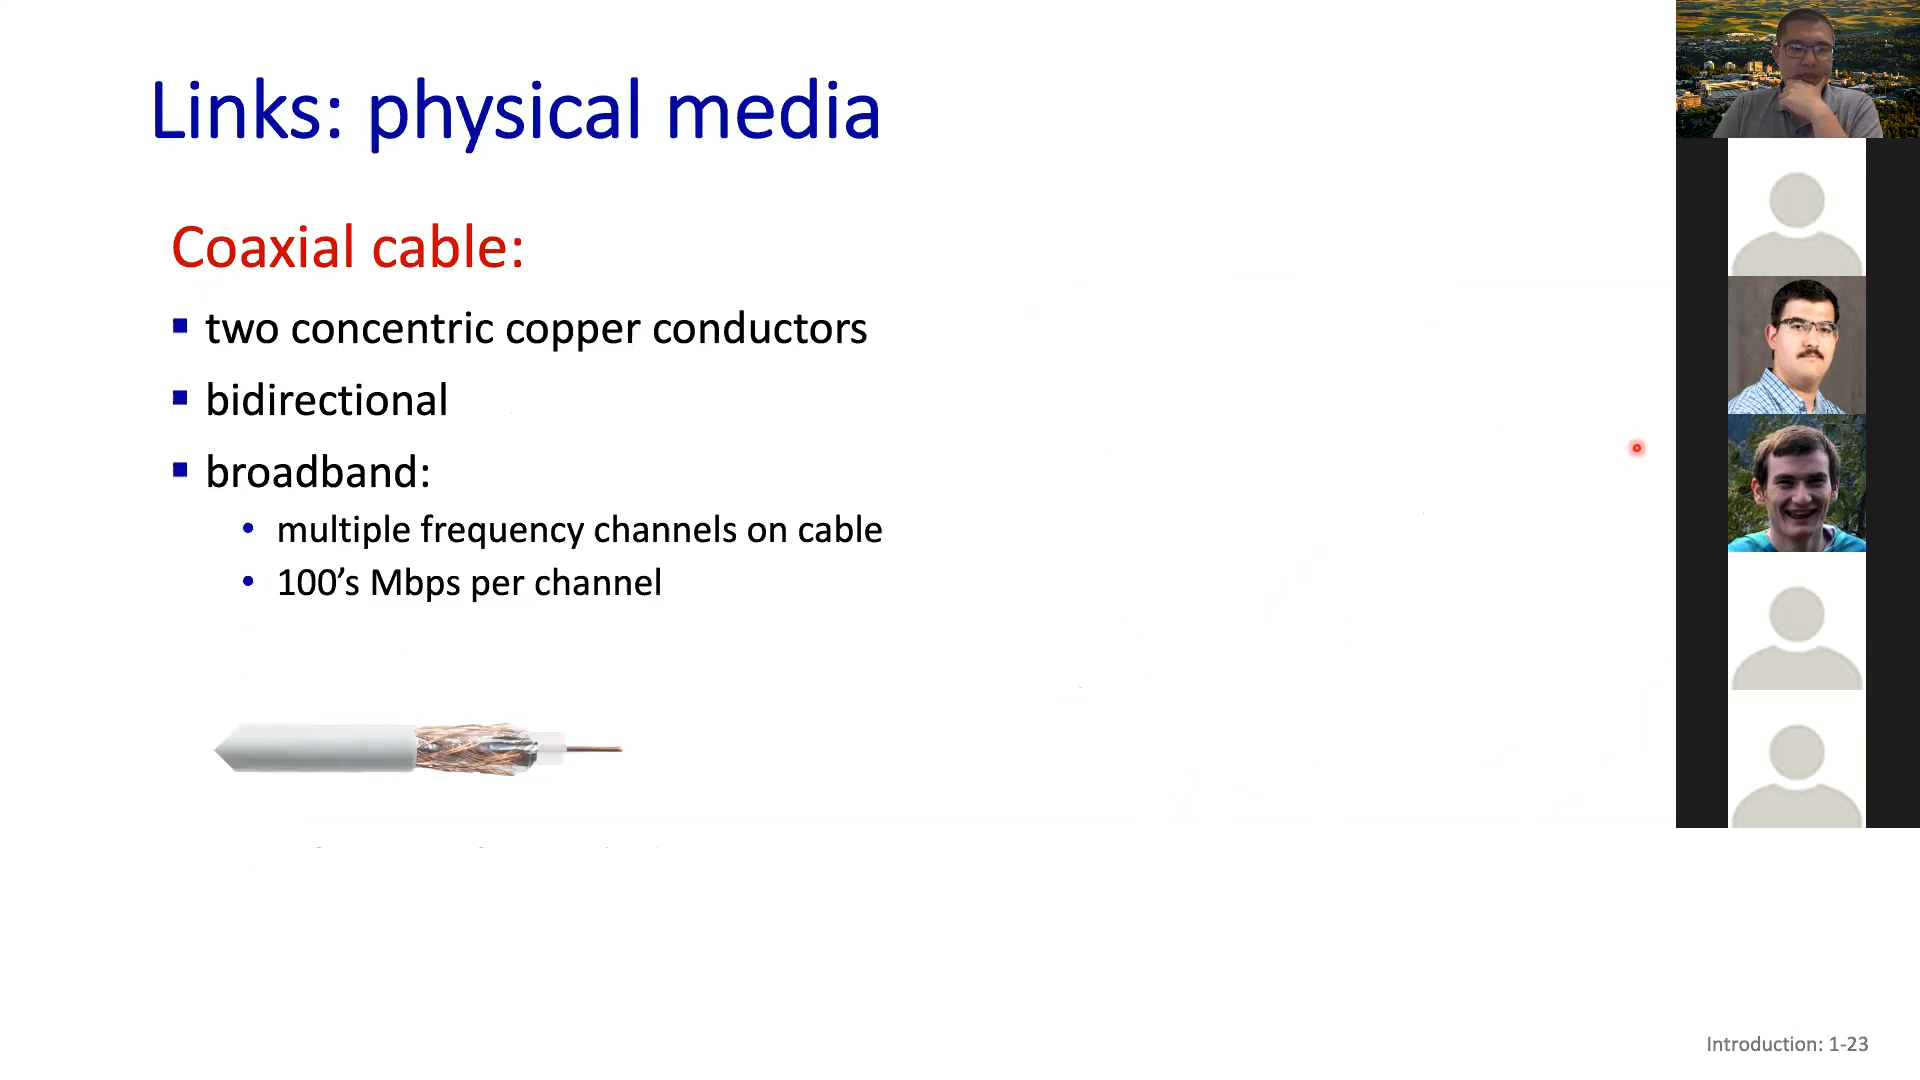 Links: physical media
Coaxial cable:
▪ two concentric copper conductors
▪ bidirectional
▪ broadband:
• multiple frequency channels on cable
• 100’s Mbps per channel
Introduction: 1-23